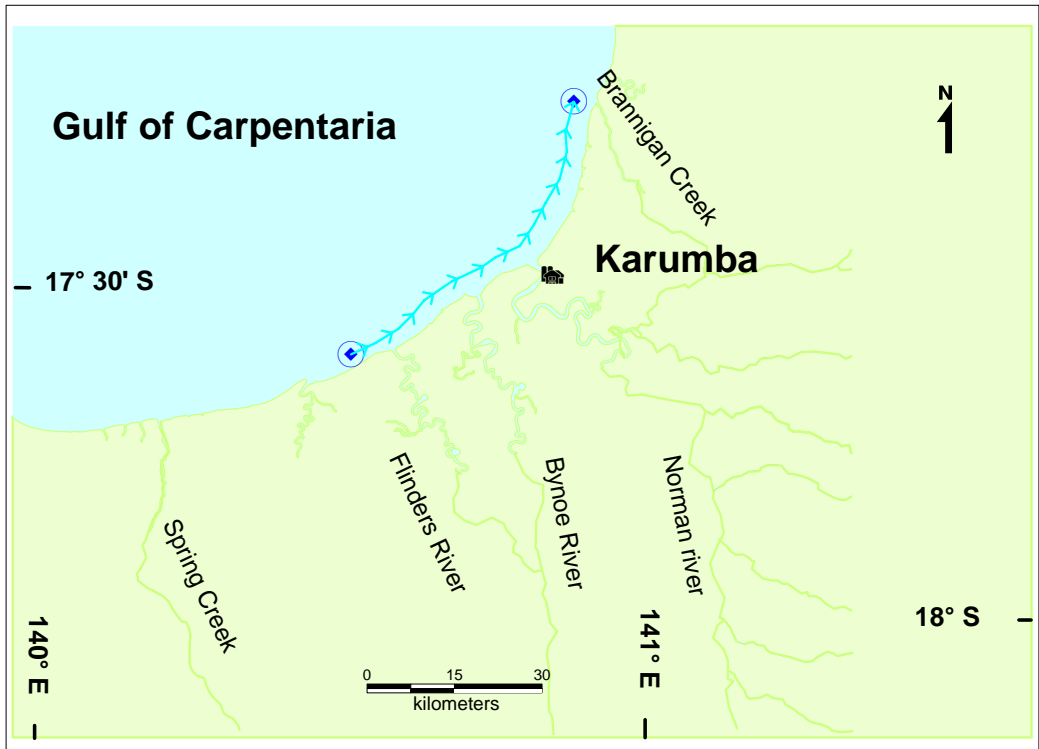 N
Gulf of Carpentaria
Brannigan Creek
Karumba
17° 30' S
Flinders River
Bynoe River
Norman river
Spring Creek
140° E
141° E
18° S
0 15 30
kilometers